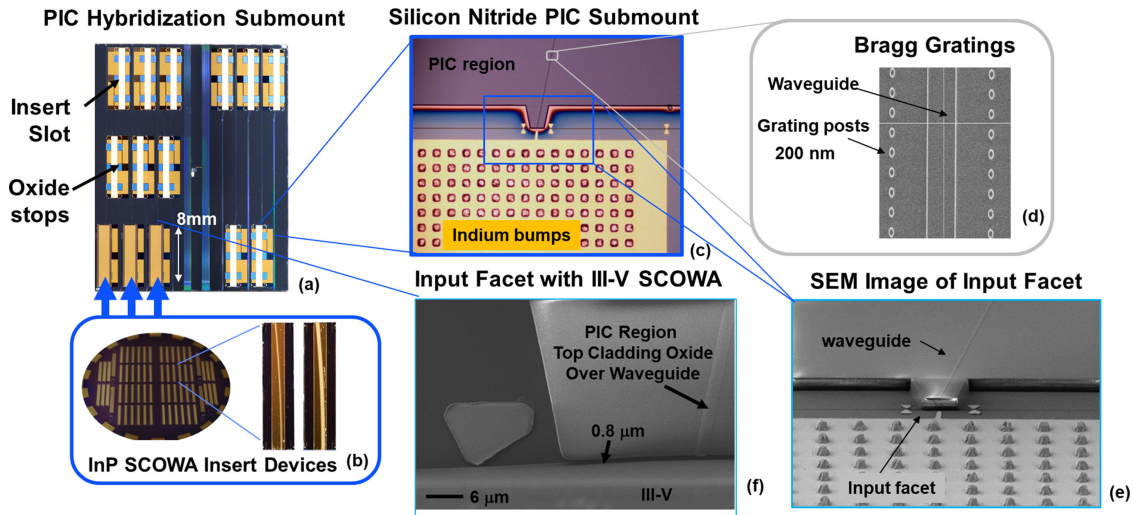 PIC Hybridization Submount
Insert
Slot
Oxide
stops
8mm
(a)
InP SCOWA Insert Devices
(b)
Silicon Nitride PIC Submount
PIC region
Indium bumps
(c)
Bragg Gratings
Waveguide
Grating posts
200 nm
(d)
Input Facet with III-V SCOWA
PIC Region
Top Cladding Oxide
Over Waveguide
0.8 μm
6 μm
III-V
(f)
SEM Image of Input Facet
waveguide
Input facet
(e)